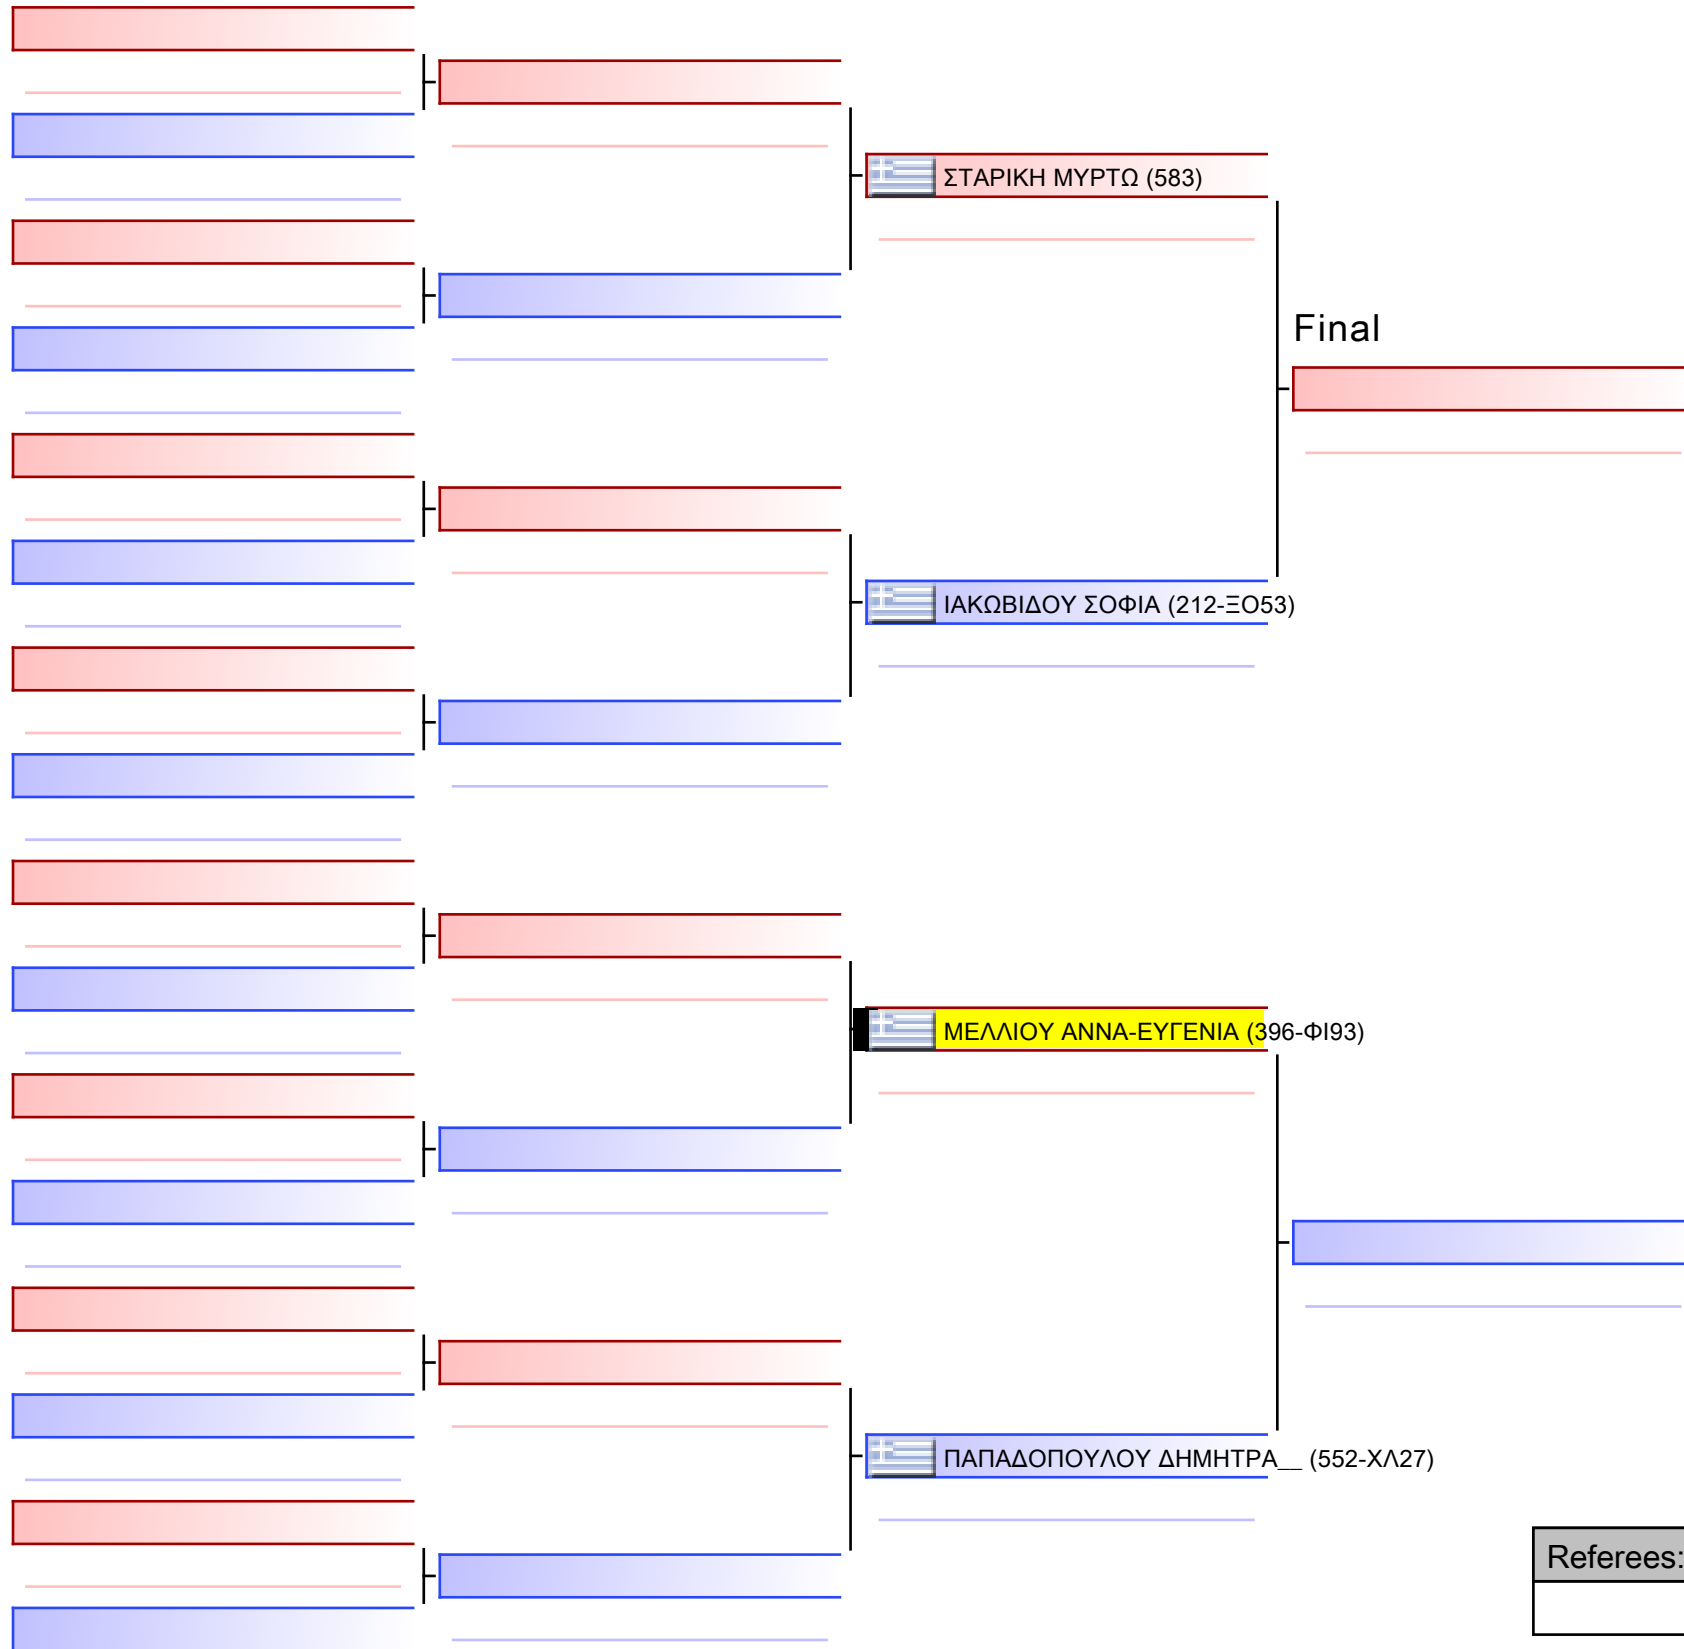 ΣΤΑΡΙΚΗ ΜΥΡΤΩ (583)
Final
ΙΑΚΩΒΙΔΟΥ ΣΟΦΙΑ (212-ΞΟ53)
ΜΕΛΛΙΟΥ ΑΝΝΑ-ΕΥΓΕΝΙΑ (396-ΦΙ93)
ΠΑΠΑΔΟΠΟΥΛΟΥ ΔΗΜΗΤΡΑ__ (552-ΧΛ27)
Referees: